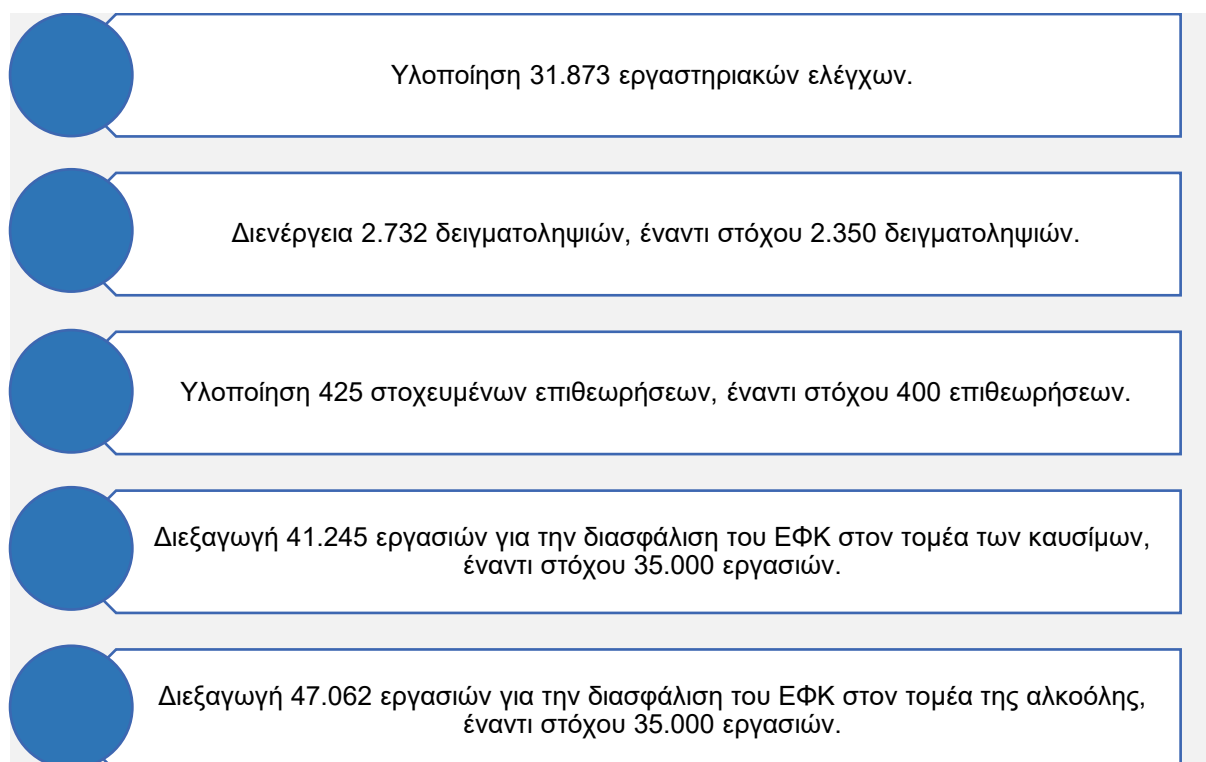 Υλοποίηση 31.873 εργαστηριακών ελέγχων.
Διενέργεια 2.732 δειγματοληψιών, έναντι στόχου 2.350 δειγματοληψιών.
Υλοποίηση 425 στοχευμένων επιθεωρήσεων, έναντι στόχου 400 επιθεωρήσεων.
Διεξαγωγή 41.245 εργασιών για την διασφάλιση του ΕΦΚ στον τομέα των καυσίμων,
έναντι στόχου 35.000 εργασιών.
Διεξαγωγή 47.062 εργασιών για την διασφάλιση του ΕΦΚ στον τομέα της αλκοόλης,
έναντι στόχου 35.000 εργασιών.